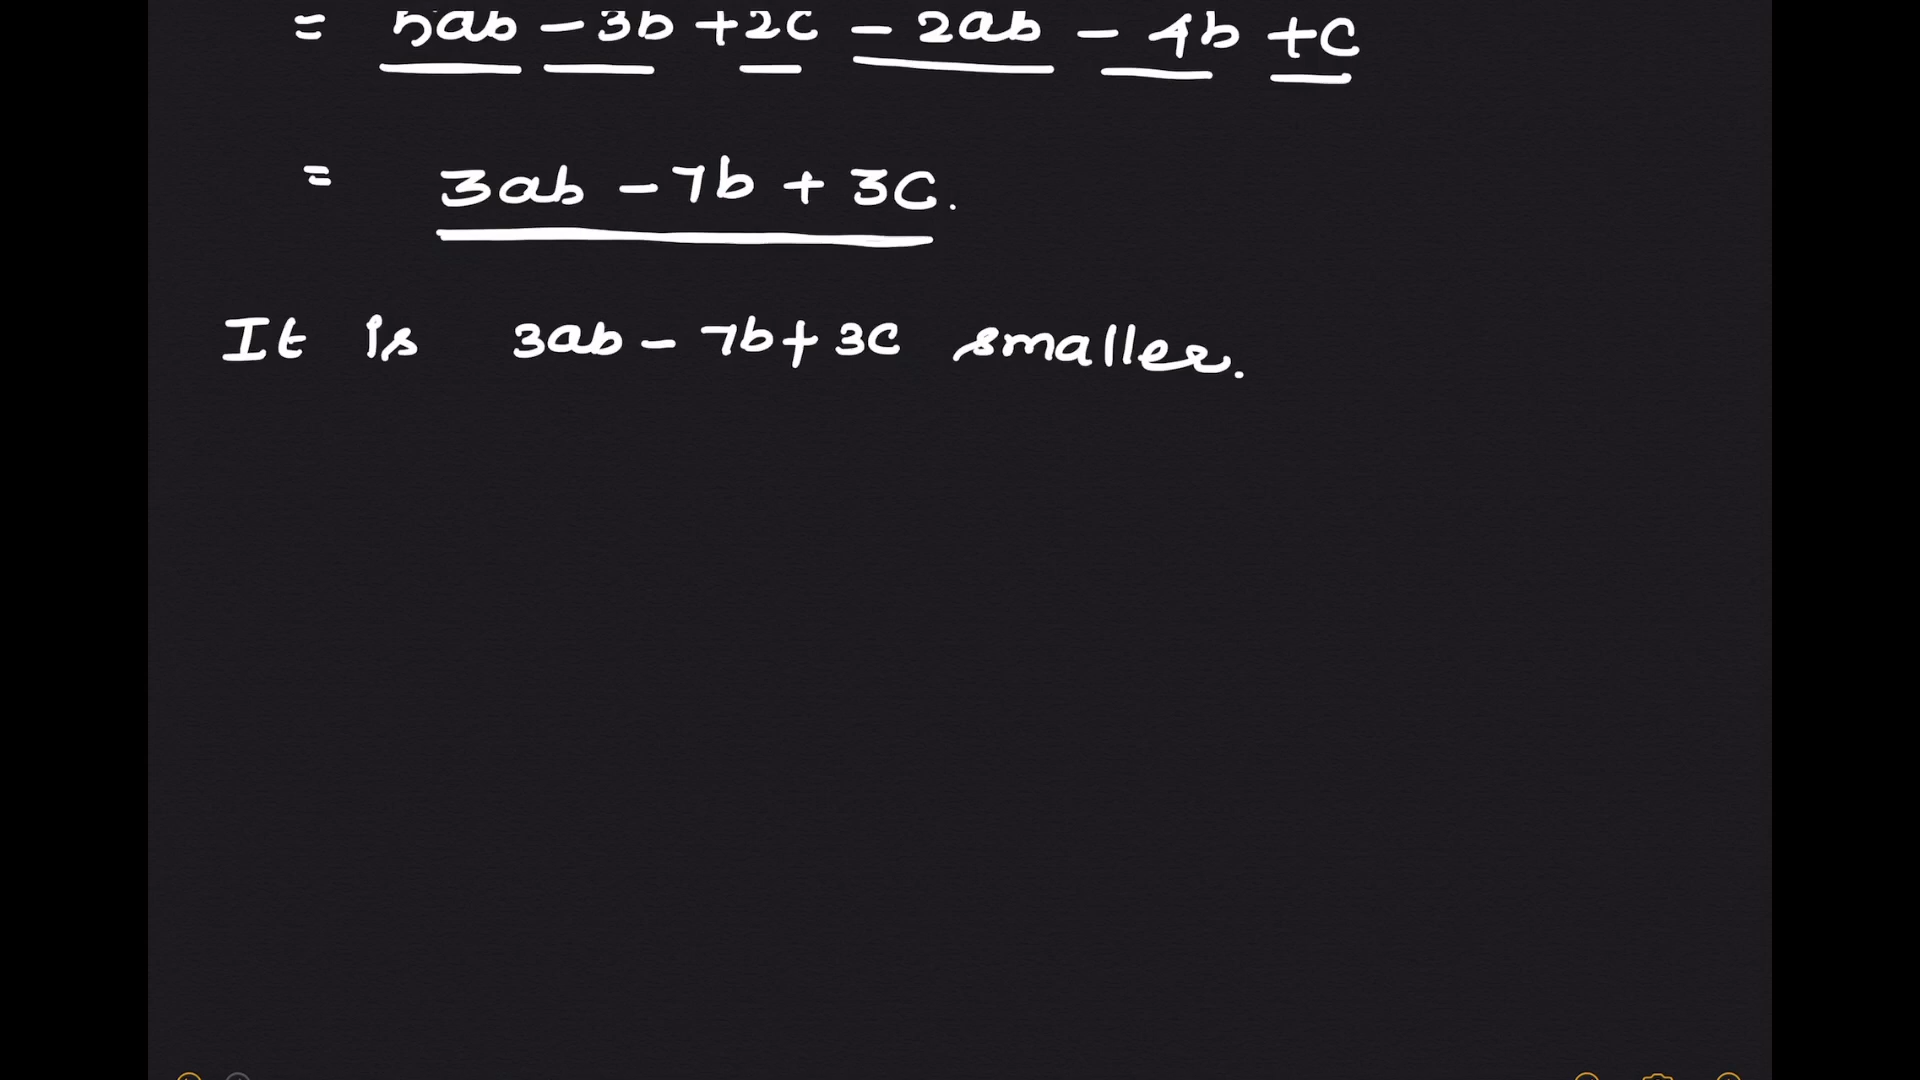 = 5ab - 3b + 2c - 2ab - 4b + c
= 3ab - 7b + 3c.
It is 3ab - 7b + 3c smaller.